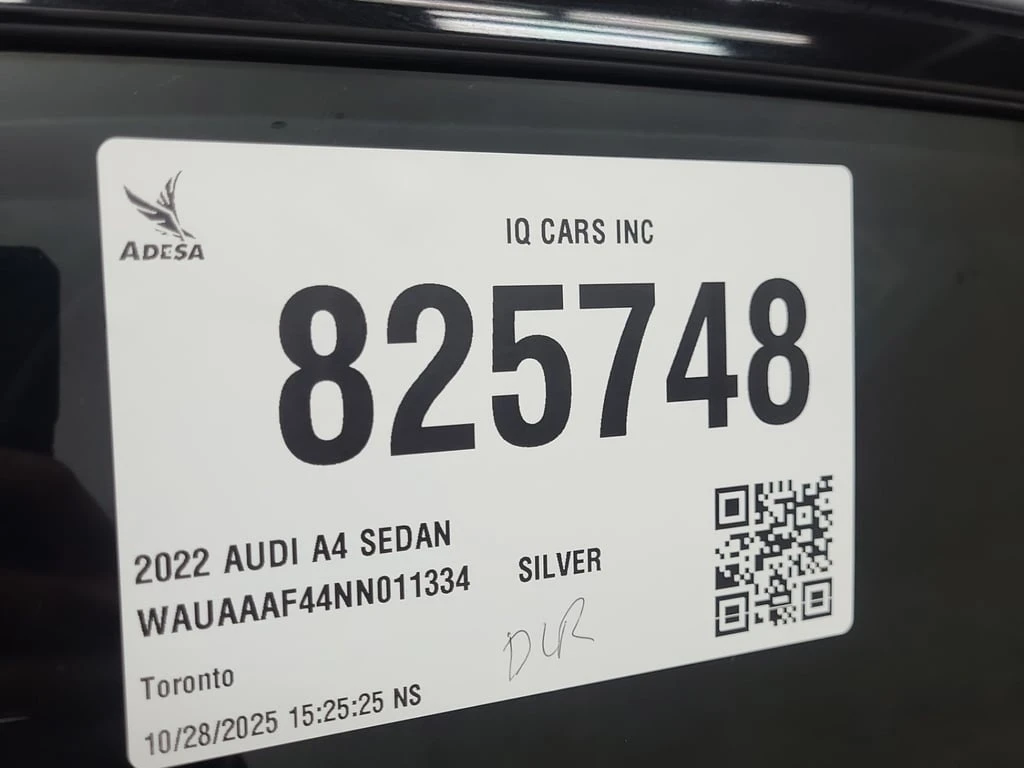 ADESA
IQ CARS INC
825748
2022 AUDI A4 SEDAN
SILVER
WAUAAAF44NN011334
DLR
Toronto
10/28/2025 15:25:25 NS